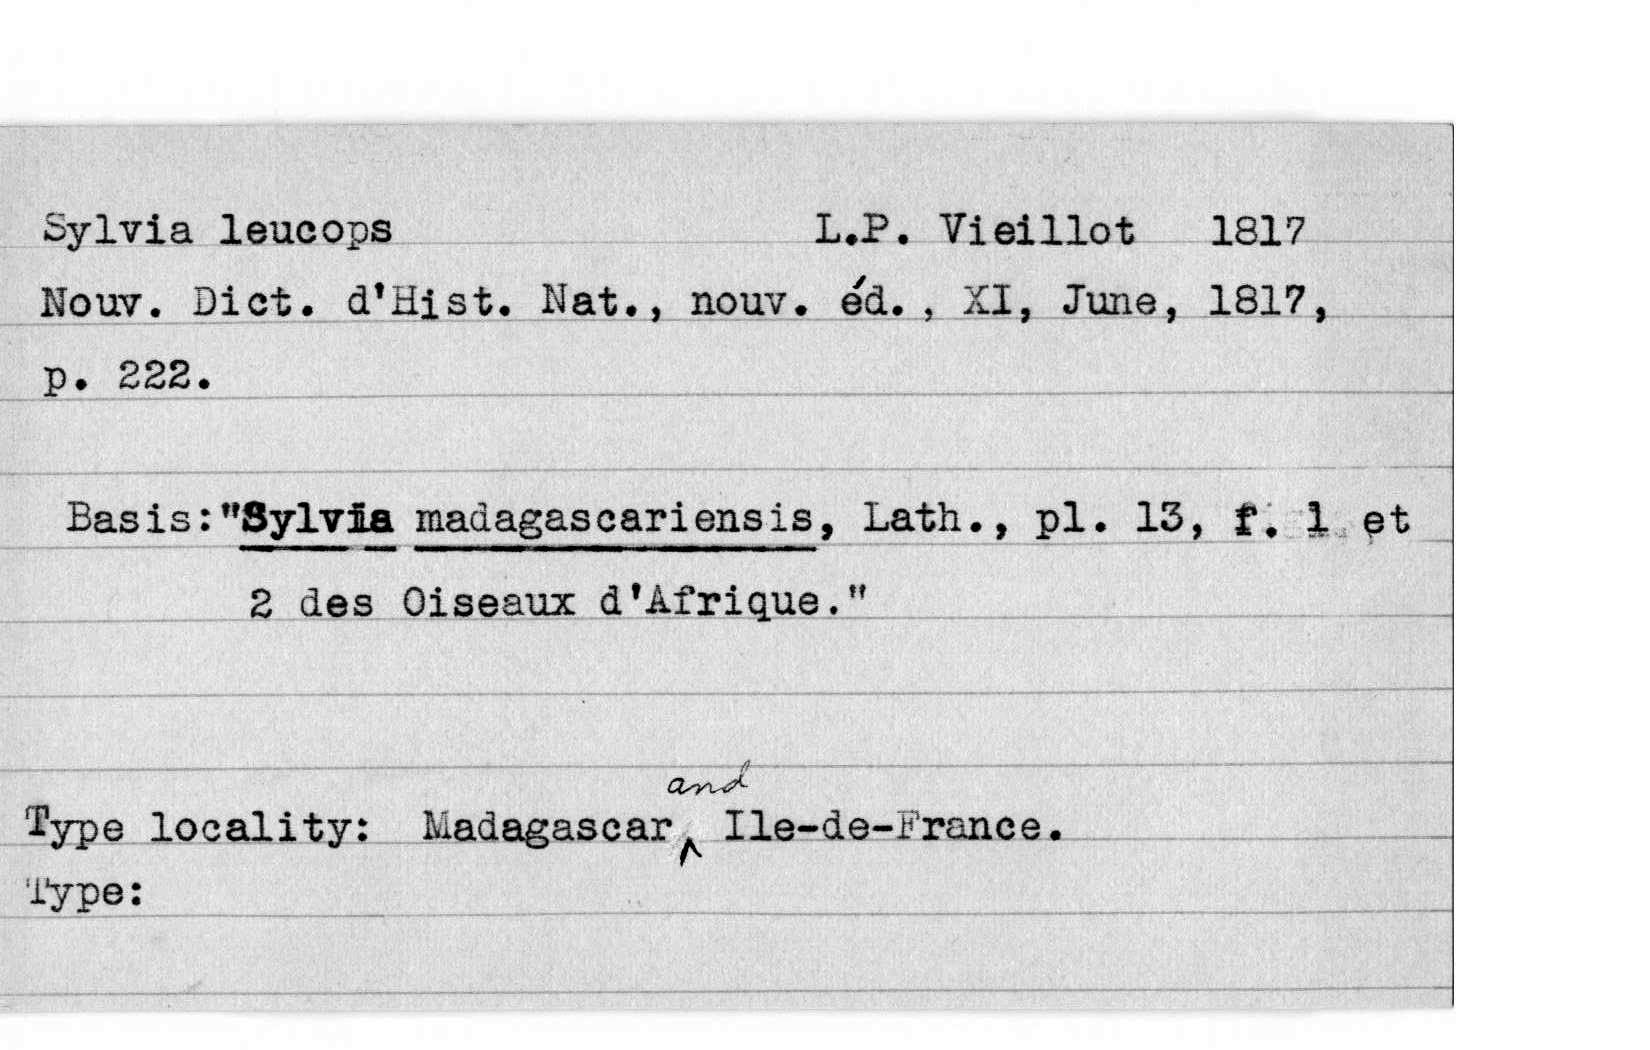 Sylvia leucops L.P. Vieillot 1817
Nouv. Dict. d'Hist. Nat., nouv. éd., XI, June, 1817,
p. 222.
Basis:"Sylvia madagascariensis, Lath., pl. 13, f. 1 et
2 des Oiseaux d'Afrique."
and
Type locality: Madagascar ^ Ile-de-France.
Type: